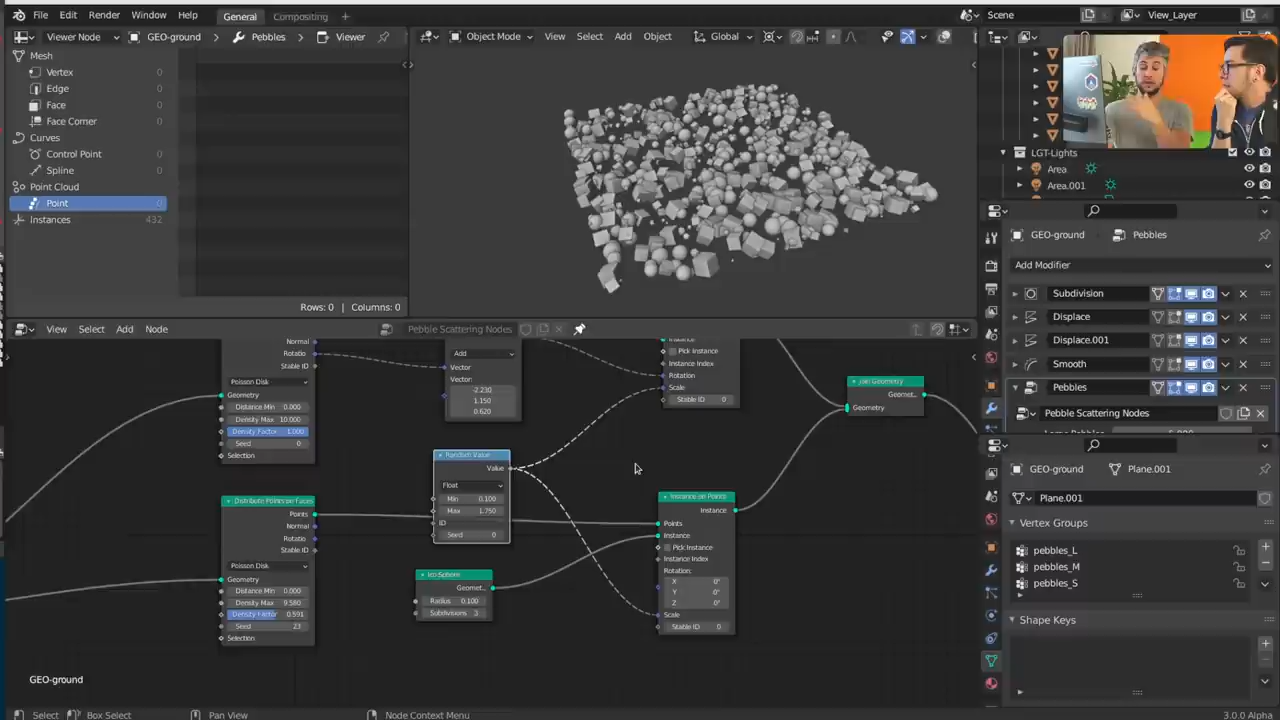 File Edit Render Window Help General Compositing + Scene View_Layer
Viewer Node GEO-ground Pebbles Viewer
Object Mode View Select Add Object Global
Mesh
Vertex 0
Edge 0
Face 0
Face Corner 0
Curves
Control Point 0
Spline 0
Point Cloud
Point 0
Instances 432
Rows: 0 | Columns: 0
LGT-Lights
Area
Area.001
GEO-ground Pebbles
Add Modifier
Subdivision
Displace
Displace.001
Smooth
Pebbles
Pebble Scattering Nodes
GEO-ground Plane.001
Plane.001
Vertex Groups
pebbles_L
pebbles_M
pebbles_S
Shape Keys
View Select Add Node Pebble Scattering Nodes
Normal
Rotatio
Stable ID
Poisson Disk
Geometry
Distance Min 0.000
Density Max 10.000
Density Factor 1.000
Seed 0
Selection
Add
Vector
Vector:
-2.230
1.150
0.620
Pick Instance
Instance Index
Rotation
Scale
Stable ID 0
Join Geometry
Geomet..
Geometry
Random Value
Value
Float
Min 0.100
Max 1.750
ID
Seed 0
Distribute Points on Faces
Points
Normal
Rotatio
Stable ID
Poisson Disk
Geometry
Distance Min 0.000
Density Max 9.580
Density Factor 0.591
Seed 23
Selection
Ico Sphere
Geomet..
Radius 0.100
Subdivisions 3
Instance on Points
Instance
Points
Instance
Pick Instance
Instance Index
Rotation:
X 0°
Y 0°
Z 0°
Scale
Stable ID 0
GEO-ground
Select Box Select Pan View Node Context Menu 3.0.0 Alpha